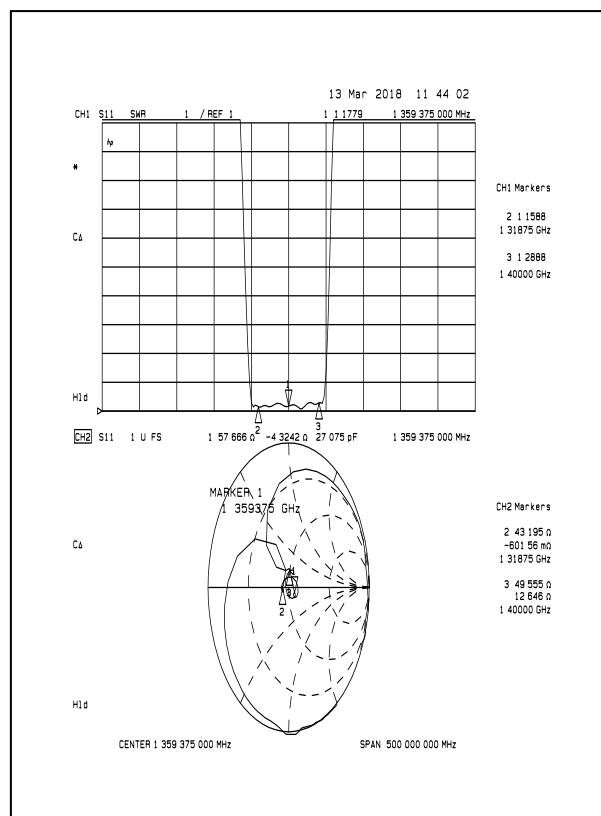 13 Mar 2018 11 44 02
CH1 S11 SWR 1 / REF 1 1 1 1779 1 359 375 000 MHz
hp
*
CH1 Markers
2 1 1588
1 31875 GHz
CΔ
3 1 2888
1 40000 GHz
Hld
1
2
3
CH2 S11 1 U FS 1 57 666 Ω -4 3242 Ω 27 075 pF 1 359 375 000 MHz
MARKER 1
1 359375 GHz
CH2 Markers
2 43 195 Ω
-601 56 mΩ
1 31875 GHz
CΔ
3 49 555 Ω
12 646 Ω
1 40000 GHz
2
Hld
CENTER 1 359 375 000 MHz SPAN 500 000 000 MHz